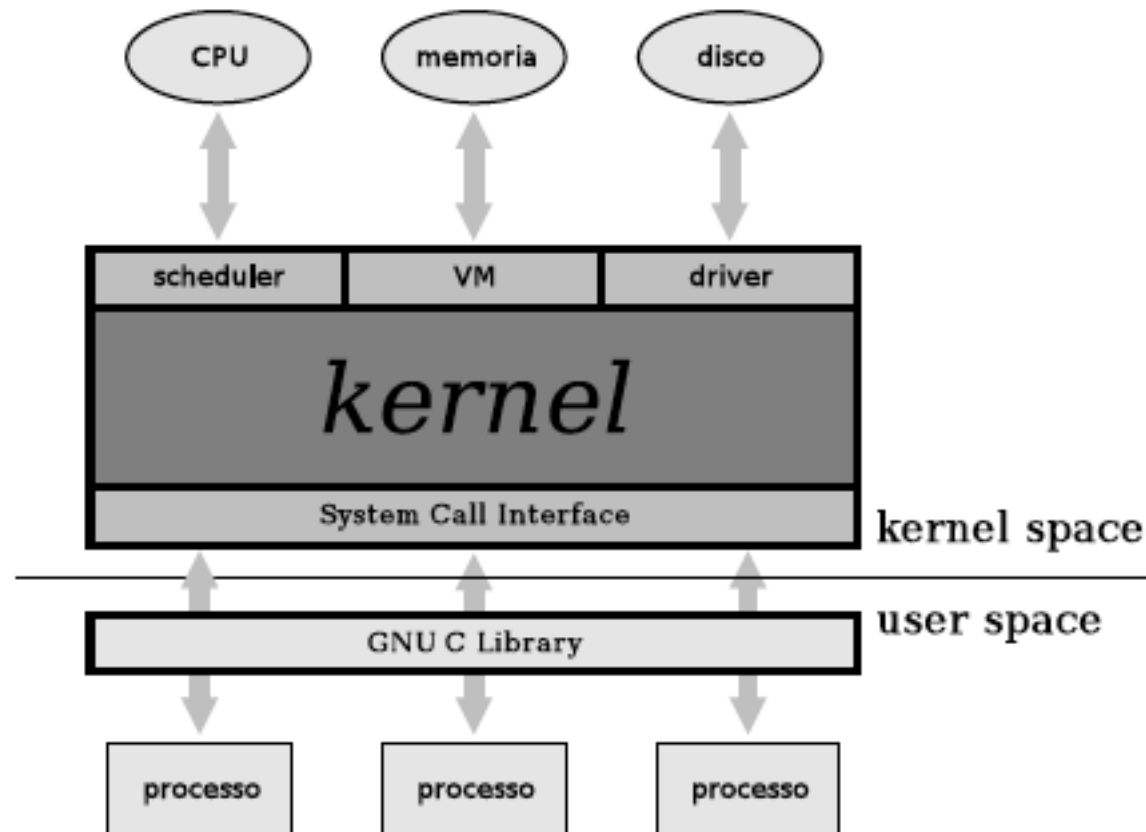 CPU
memoria
disco
scheduler
VM
driver
kernel
System Call Interface
kernel space
user space
GNU C Library
processo
processo
processo